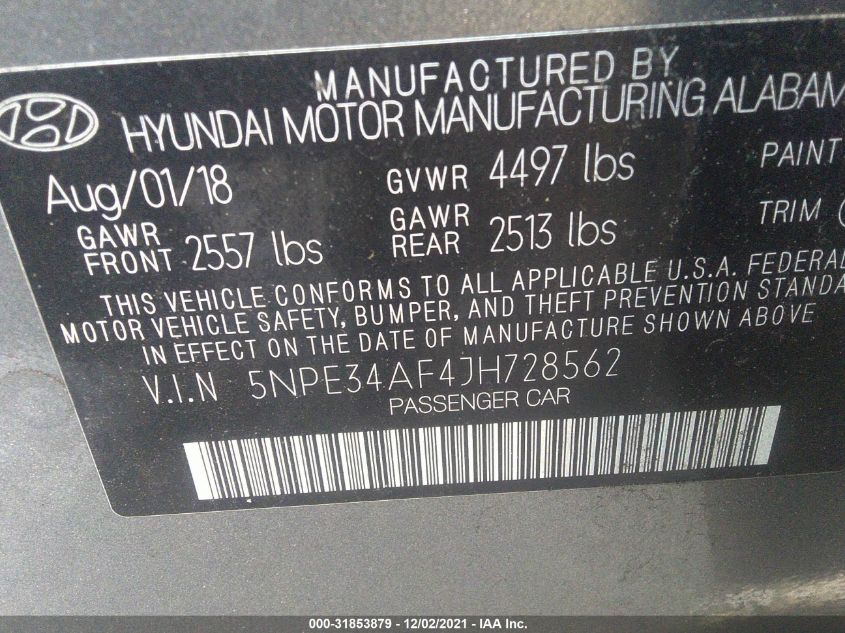 MANUFACTURED BY
HYUNDAI MOTOR MANUFACTURING ALABAM
Aug/01/18 GVWR 4497 lbs PAINT
GAWR FRONT 2557 lbs GAWR REAR 2513 lbs TRIM
THIS VEHICLE CONFORMS TO ALL APPLICABLE U.S.A. FEDERAL
MOTOR VEHICLE SAFETY, BUMPER, AND THEFT PREVENTION STANDA
IN EFFECT ON THE DATE OF MANUFACTURE SHOWN ABOVE
V.I.N 5NPE34AF4JH728562
PASSENGER CAR
000-31853879 - 12/02/2021 - IAA Inc.